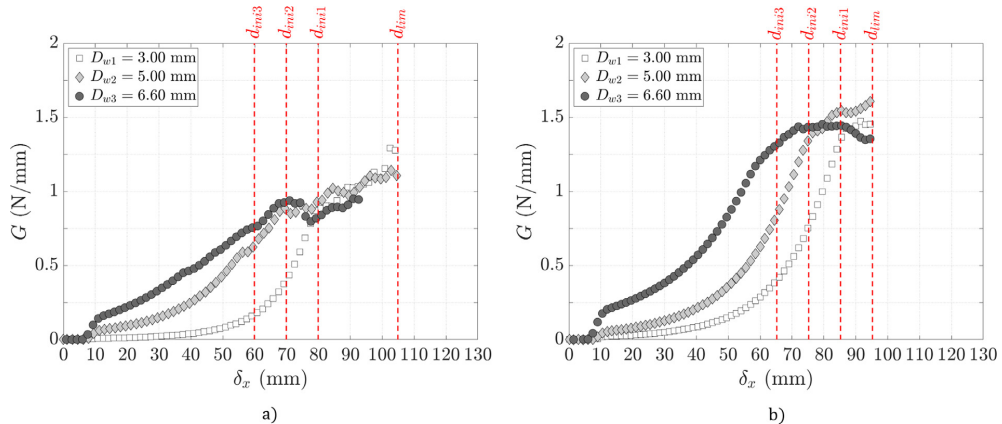 d_ini3 d_ini2 d_ini1 d_lim
2
1.5
1
0.5
0
G (N/mm)
D_w1 = 3.00 mm
D_w2 = 5.00 mm
D_w3 = 6.60 mm
0 10 20 30 40 50 60 70 80 90 100 110 120 130
δ_x (mm)
a)
d_ini3 d_ini2 d_ini1 d_lim
2
1.5
1
0.5
0
G (N/mm)
D_w1 = 3.00 mm
D_w2 = 5.00 mm
D_w3 = 6.60 mm
0 10 20 30 40 50 60 70 80 90 100 110 120 130
δ_x (mm)
b)